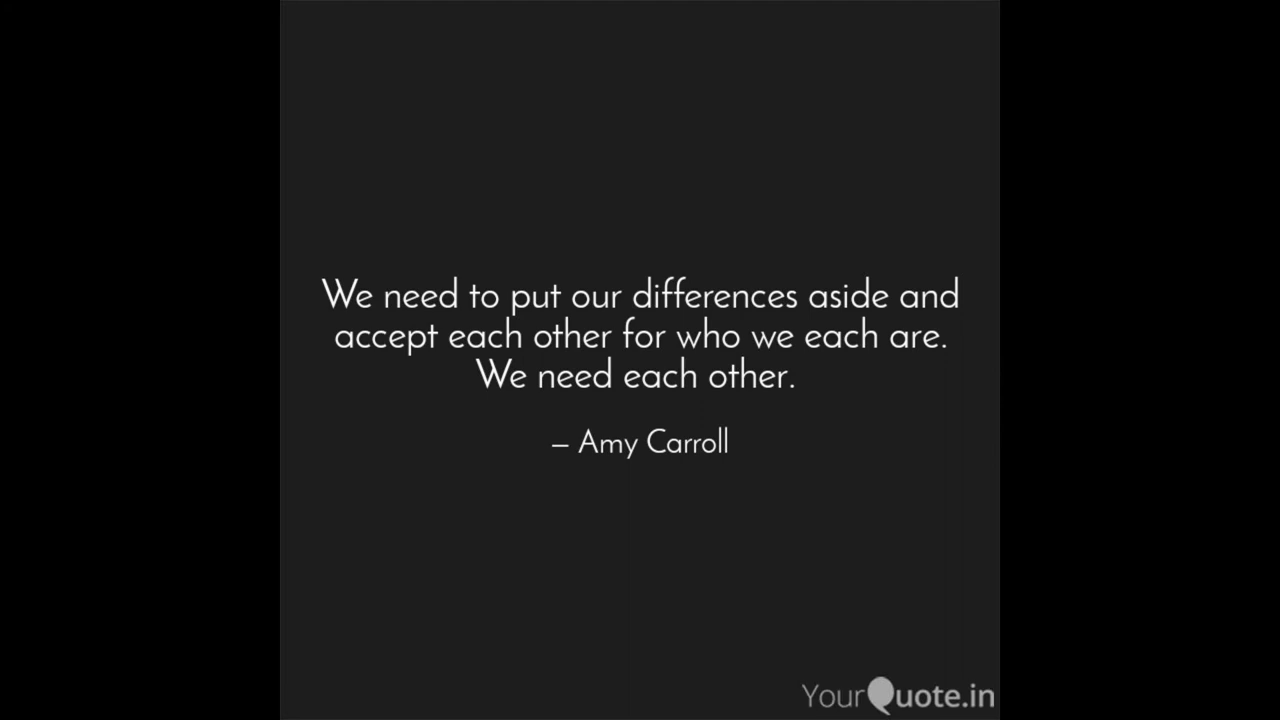 We need to put our differences aside and
accept each other for who we each are.
We need each other.
– Amy Carroll
YourQuote.in